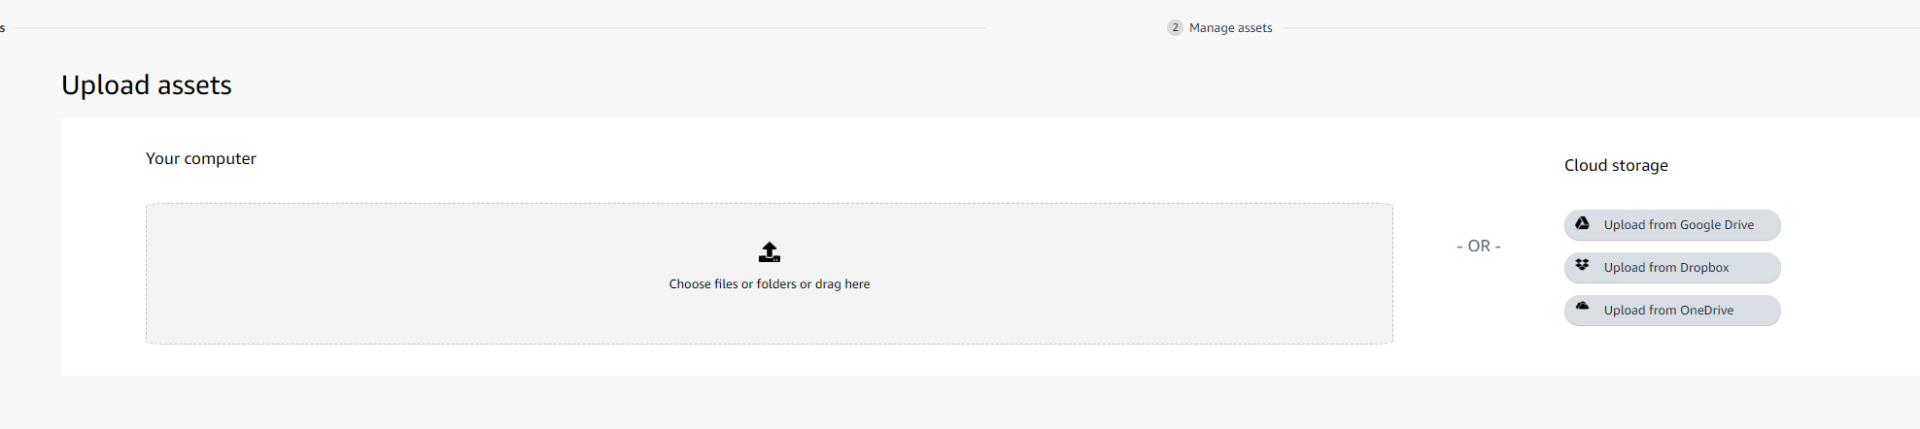 s
2 Manage assets
Upload assets
Your computer
Choose files or folders or drag here
- OR -
Cloud storage
Upload from Google Drive
Upload from Dropbox
Upload from OneDrive